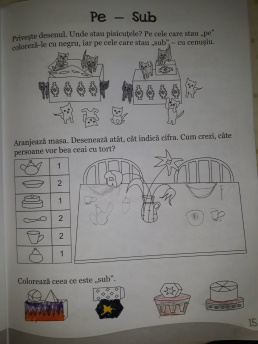 Pe – Sub
Privește desenul. Unde stau pisicuțele? Pe cele care stau „pe”
colorează-le cu negru, iar pe cele care stau „sub” – cu cenușiu.
Aranjează masa. Desenează atât, cât indică cifra. Cum crezi, câte
persoane vor bea ceai cu tort?
1
2
1
2
2
1
Colorează ceea ce este „sub”.
15